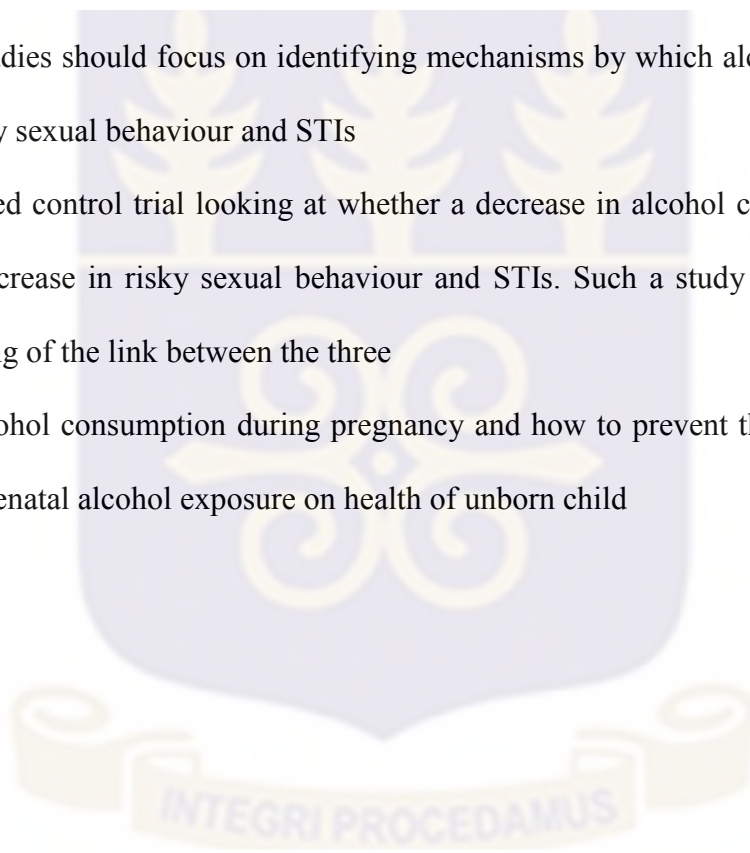 dies should focus on identifying mechanisms by which
sexual behaviour and STIs
ed control trial looking at whether a decrease in alcohol
crease in risky sexual behaviour and STIs. Such a study
g of the link between the three
ohol consumption during pregnancy and how to prevent
enatal alcohol exposure on health of unborn child
INTEGRI PROCEDAMUS